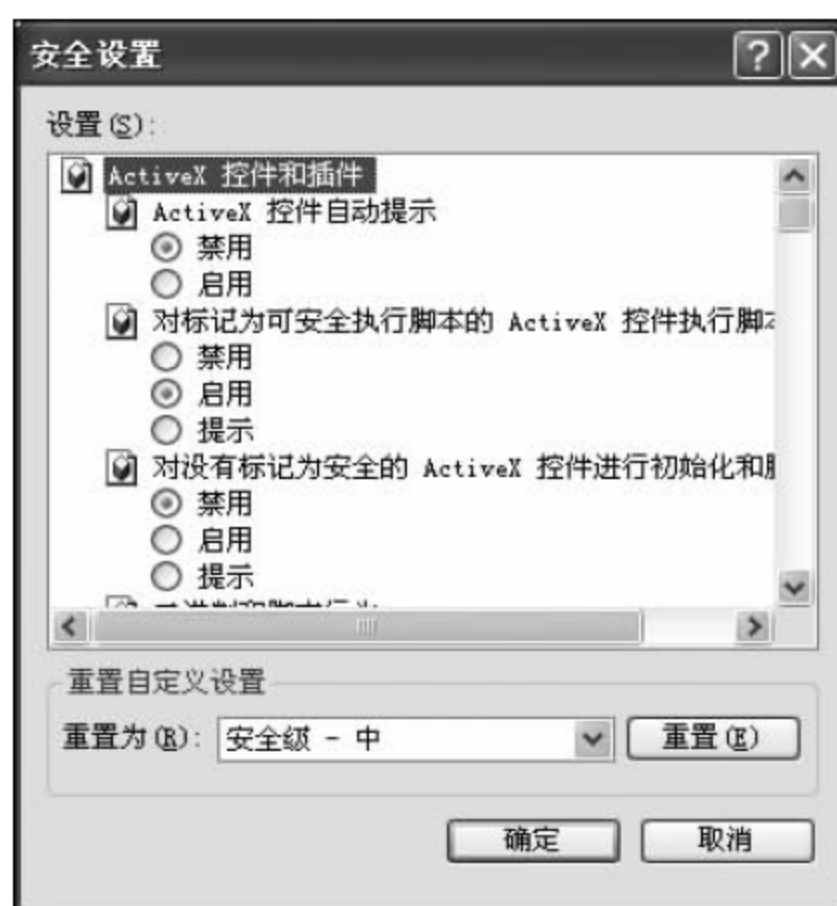 安全设置
设置(S):
ActiveX 控件和插件
ActiveX 控件自动提示
禁用
启用
对标记为可安全执行脚本的 ActiveX 控件执行脚
禁用
启用
提示
对没有标记为安全的 ActiveX 控件进行初始化和
禁用
启用
提示
重置自定义设置
重置为(R): 安全级 - 中 重置(E)
确定 取消